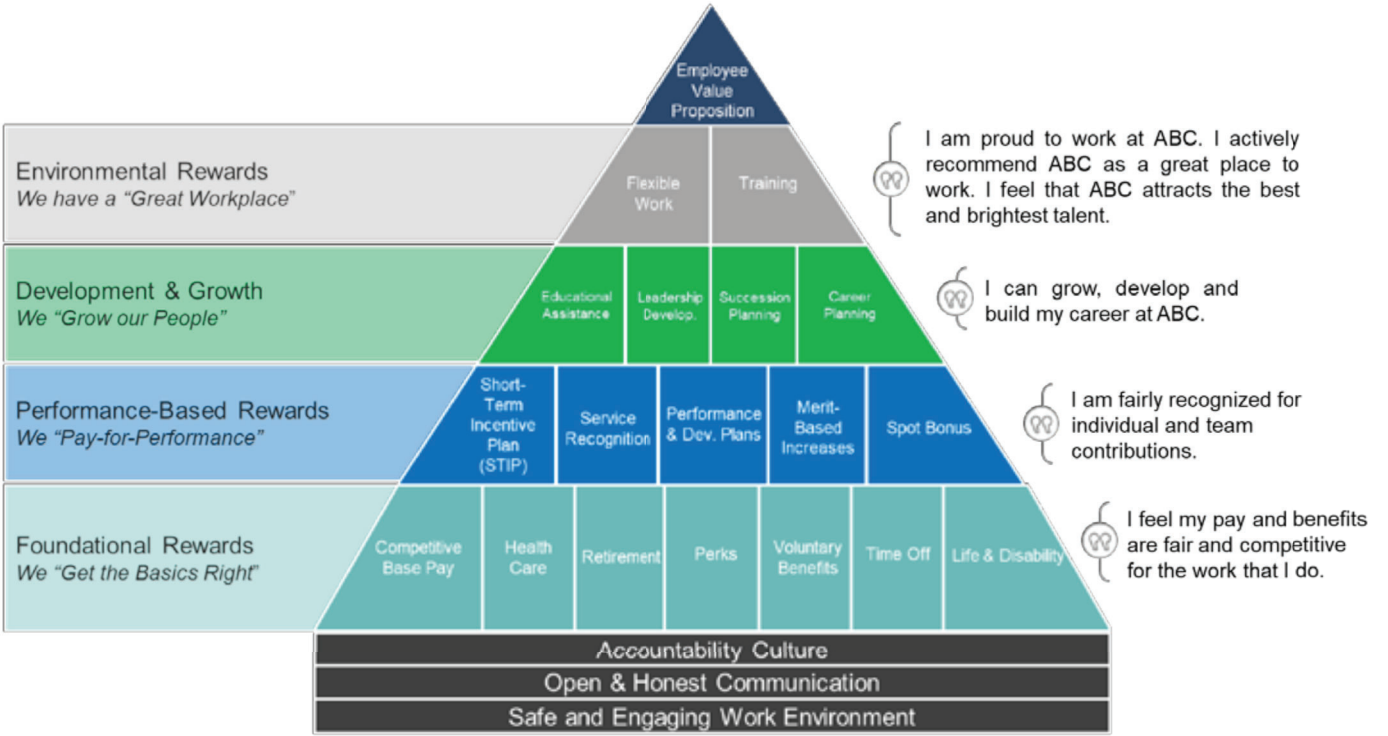 Employee
Value
Proposition
Environmental Rewards
We have a “Great Workplace”
Flexible
Work
Training
I am proud to work at ABC. I actively
recommend ABC as a great place to
work. I feel that ABC attracts the best
and brightest talent.
Development & Growth
We “Grow our People”
Educational
Assistance
Leadership
Develop.
Succession
Planning
Career
Planning
I can grow, develop and
build my career at ABC.
Performance-Based Rewards
We “Pay-for-Performance”
Short-
Term
Incentive
Plan
(STIP)
Service
Recognition
Performance
& Dev. Plans
Merit-
Based
Increases
Spot Bonus
I am fairly recognized for
individual and team
contributions.
Foundational Rewards
We “Get the Basics Right”
Competitive
Base Pay
Health
Care
Retirement
Perks
Voluntary
Benefits
Time Off
Life & Disability
I feel my pay and benefits
are fair and competitive
for the work that I do.
Accountability Culture
Open & Honest Communication
Safe and Engaging Work Environment